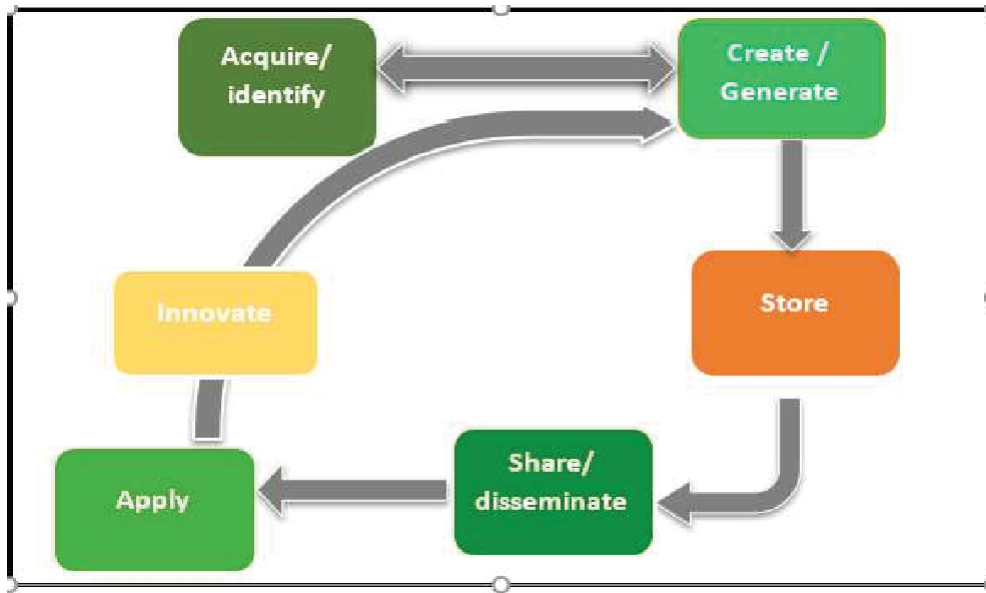 Acquire/
identify
Create /
Generate
Innovate
Store
Share/
disseminate
Apply